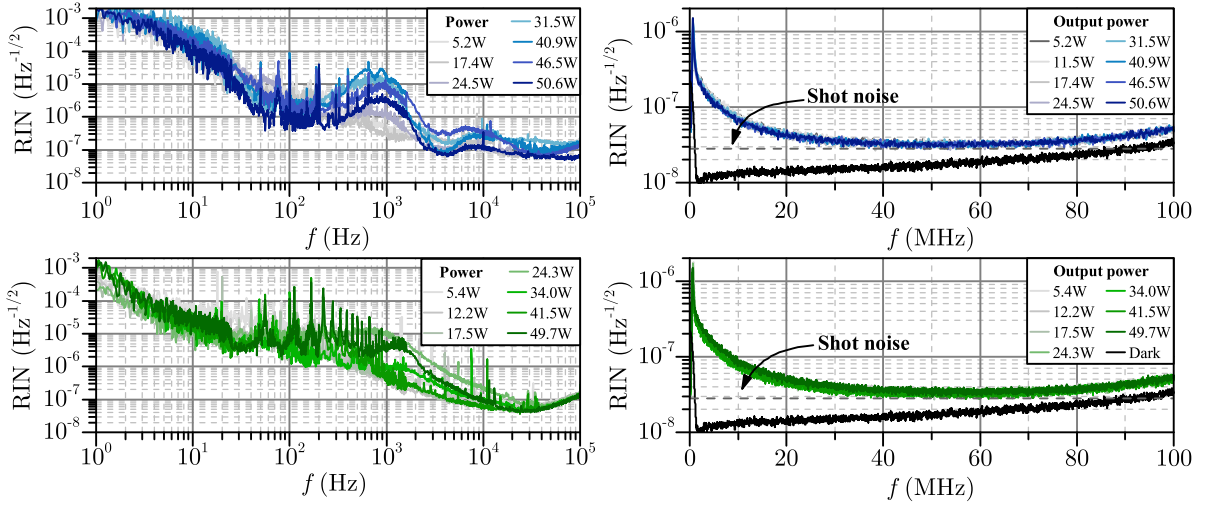 RIN (Hz^-1/2)
10^-3
10^-4
10^-5
10^-6
10^-7
10^-8
10^0 10^1 10^2 10^3 10^4 10^5
f (Hz)
Power
5.2W
17.4W
24.5W
31.5W
40.9W
46.5W
50.6W
RIN (Hz^-1/2)
10^-6
10^-7
10^-8
0 20 40 60 80 100
f (MHz)
Shot noise
Output power
5.2W
11.5W
17.4W
24.5W
31.5W
40.9W
46.5W
50.6W
RIN (Hz^-1/2)
10^-3
10^-4
10^-5
10^-6
10^-7
10^-8
10^0 10^1 10^2 10^3 10^4 10^5
f (Hz)
Power
5.4W
12.2W
17.5W
24.3W
34.0W
41.5W
49.7W
RIN (Hz^-1/2)
10^-6
10^-7
10^-8
0 20 40 60 80 100
f (MHz)
Shot noise
Output power
5.4W
12.2W
17.5W
24.3W
34.0W
41.5W
49.7W
Dark